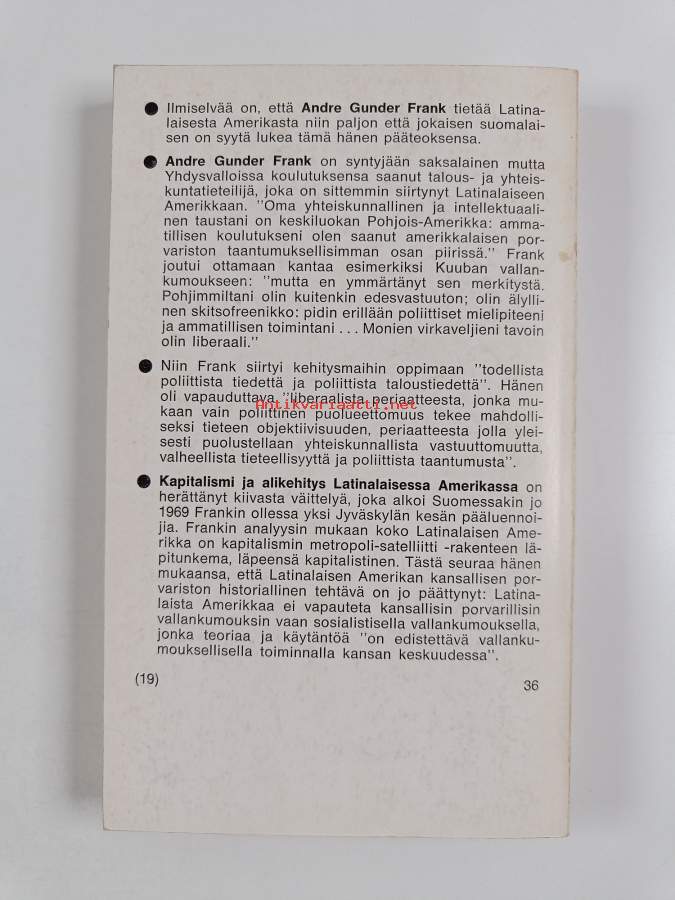 ● Ilmiselvää on, että Andre Gunder Frank tietää Latina-
laisesta Amerikasta niin paljon että jokaisen suomalai-
sen on syytä lukea tämä hänen pääteoksensa.
● Andre Gunder Frank on syntyjään saksalainen mutta
Yhdysvalloissa koulutuksensa saanut talous- ja yhteis-
kuntatieteilijä, joka on sittemmin siirtynyt Latinalaiseen
Amerikkaan. "Oma yhteiskunnallinen ja intellektuaali-
nen taustani on keskiluokan Pohjois-Amerikka: amma-
tillisen koulutukseni olen saanut amerikkalaisen por-
variston taantumuksellisimman osan piirissä." Frank
joutui ottamaan kantaa esimerkiksi Kuuban vallan-
kumoukseen: "mutta en ymmärtänyt sen merkitystä.
Pohjimmiltani olin kuitenkin edesvastuuton; olin älylli-
nen skitsofreenikko: pidin erillään poliittiset mielipiteeni
ja ammatillisen toimintani . . . Monien virkaveljieni tavoin
olin liberaali."
● Niin Frank siirtyi kehitysmaihin oppimaan "todellista
poliittista tiedettä ja poliittista taloustiedettä". Hänen
oli vapauduttava "liberaalista periaatteesta, jonka mu-
Antikvariaatti.net
kaan vain poliittinen puolueettomuus tekee mahdolli-
seksi tieteen objektiivisuuden, periaatteesta jolla ylei-
sesti puolustellaan yhteiskunnallista vastuuttomuutta,
valheellista tieteellisyyttä ja poliittista taantumusta".
● Kapitalismi ja alikehitys Latinalaisessa Amerikassa on
herättänyt kiivasta väittelyä, joka alkoi Suomessakin jo
1969 Frankin ollessa yksi Jyväskylän kesän pääluennoi-
jia. Frankin analyysin mukaan koko Latinalaisen Ame-
rikka on kapitalismin metropoli-satelliitti -rakenteen lä-
pitunkema, läpeensä kapitalistinen. Tästä seuraa hänen
mukaansa, että Latinalaisen Amerikan kansallisen por-
variston historiallinen tehtävä on jo päättynyt: Latina-
laista Amerikkaa ei vapauteta kansallisin porvarillisin
vallankumouksin vaan sosialistisella vallankumouksella,
jonka teoriaa ja käytäntöä "on edistettävä vallanku-
mouksellisella toiminnalla kansan keskuudessa".
(19)
36